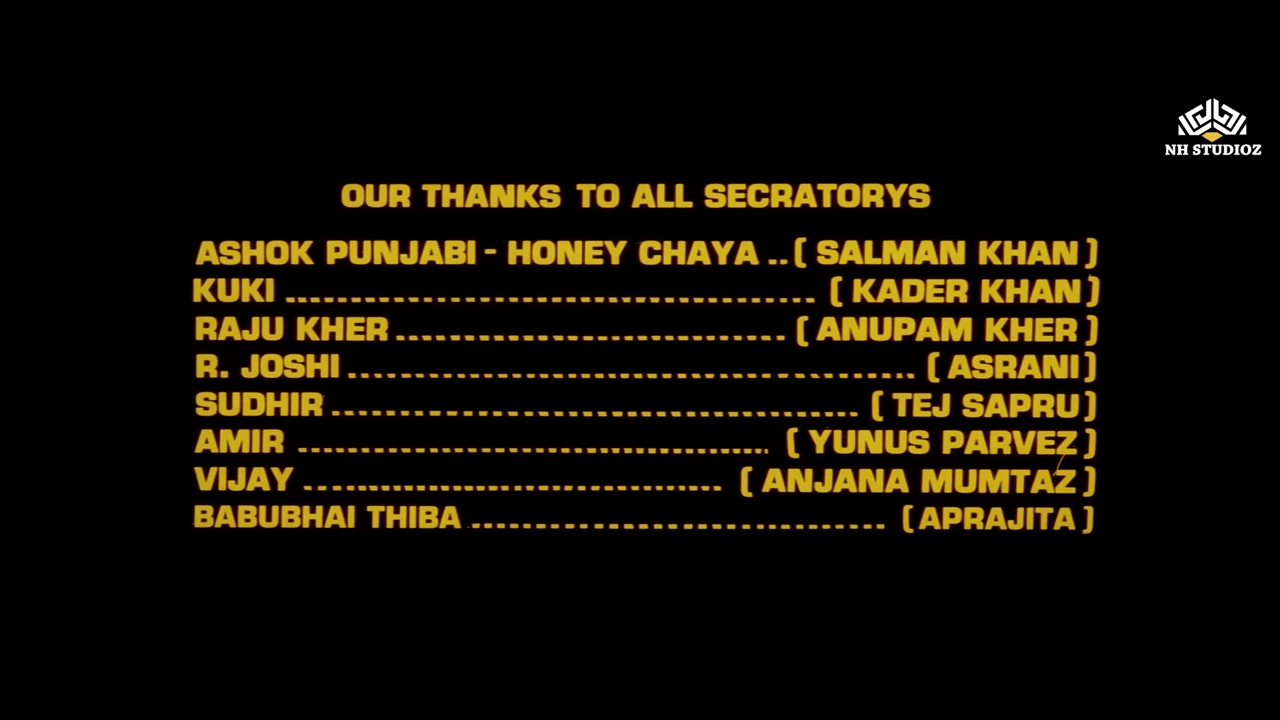 NH STUDIOZ
OUR THANKS TO ALL SECRATORYS
ASHOK PUNJABI - HONEY CHAYA ..( SALMAN KHAN )
KUKI ........................................ ( KADER KHAN )
RAJU KHER .............................. ( ANUPAM KHER )
R. JOSHI ............................................ ( ASRANI )
SUDHIR ......................................... ( TEJ SAPRU )
AMIR ..................................... ( YUNUS PARVEZ )
VIJAY ................................. ( ANJANA MUMTAZ )
BABUBHAI THIBA ................................ ( APRAJITA )